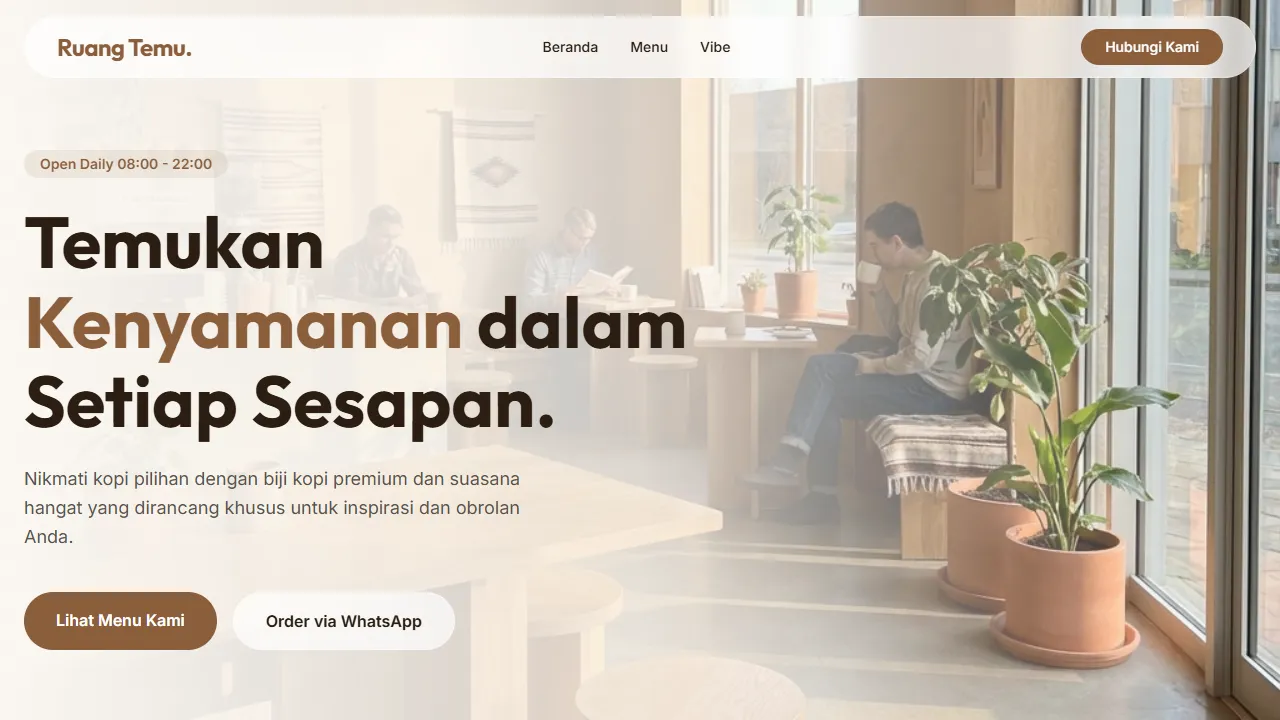 Ruang Temu.
Beranda
Menu
Vibe
Hubungi Kami
Open Daily 08:00 - 22:00
Temukan
Kenyamanan dalam
Setiap Sesapan.
Nikmati kopi pilihan dengan biji kopi premium dan suasana
hangat yang dirancang khusus untuk inspirasi dan obrolan
Anda.
Lihat Menu Kami
Order via WhatsApp